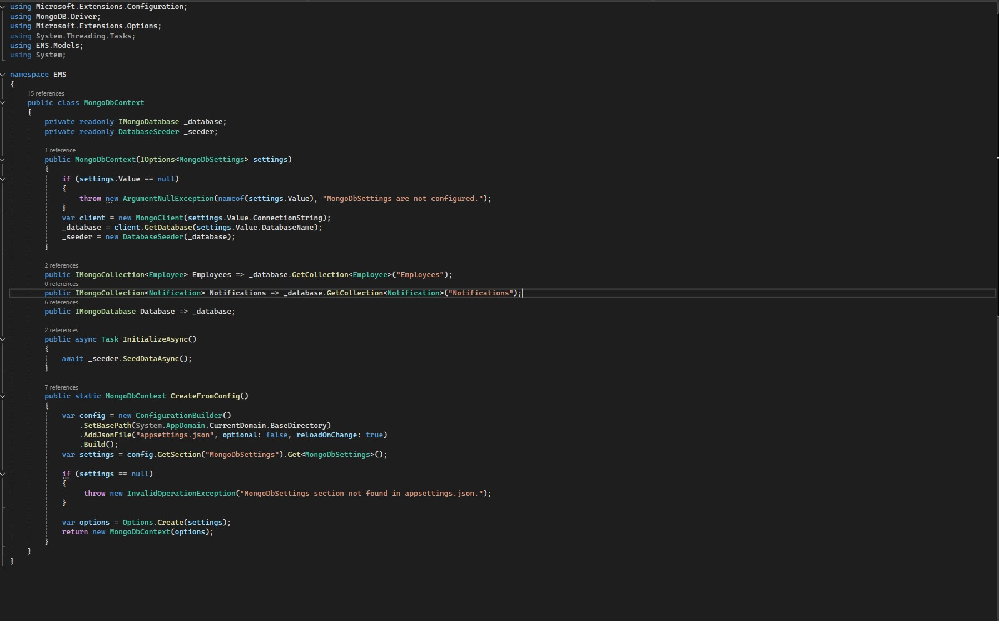 using Microsoft.Extensions.Configuration;
using MongoDB.Driver;
using Microsoft.Extensions.Options;
using System.Threading.Tasks;
using EMS.Models;
using System;
namespace EMS
{
15 references
public class MongoDbContext
{
private readonly IMongoDatabase _database;
private readonly DatabaseSeeder _seeder;
1 reference
public MongoDbContext(IOptions<MongoDbSettings> settings)
{
if (settings.Value == null)
{
throw new ArgumentNullException(nameof(settings.Value), "MongoDbSettings are not configured.");
}
var client = new MongoClient(settings.Value.ConnectionString);
_database = client.GetDatabase(settings.Value.DatabaseName);
_seeder = new DatabaseSeeder(_database);
}
2 references
public IMongoCollection<Employee> Employees => _database.GetCollection<Employee>("Employees");
0 references
public IMongoCollection<Notification> Notifications => _database.GetCollection<Notification>("Notifications");
6 references
public IMongoDatabase Database => _database;
2 references
public async Task InitializeAsync()
{
await _seeder.SeedDataAsync();
}
7 references
public static MongoDbContext CreateFromConfig()
{
var config = new ConfigurationBuilder()
.SetBasePath(System.AppDomain.CurrentDomain.BaseDirectory)
.AddJsonFile("appsettings.json", optional: false, reloadOnChange: true)
.Build();
var settings = config.GetSection("MongoDbSettings").Get<MongoDbSettings>();
if (settings == null)
{
throw new InvalidOperationException("MongoDbSettings section not found in appsettings.json.");
}
var options = Options.Create(settings);
return new MongoDbContext(options);
}
}
}